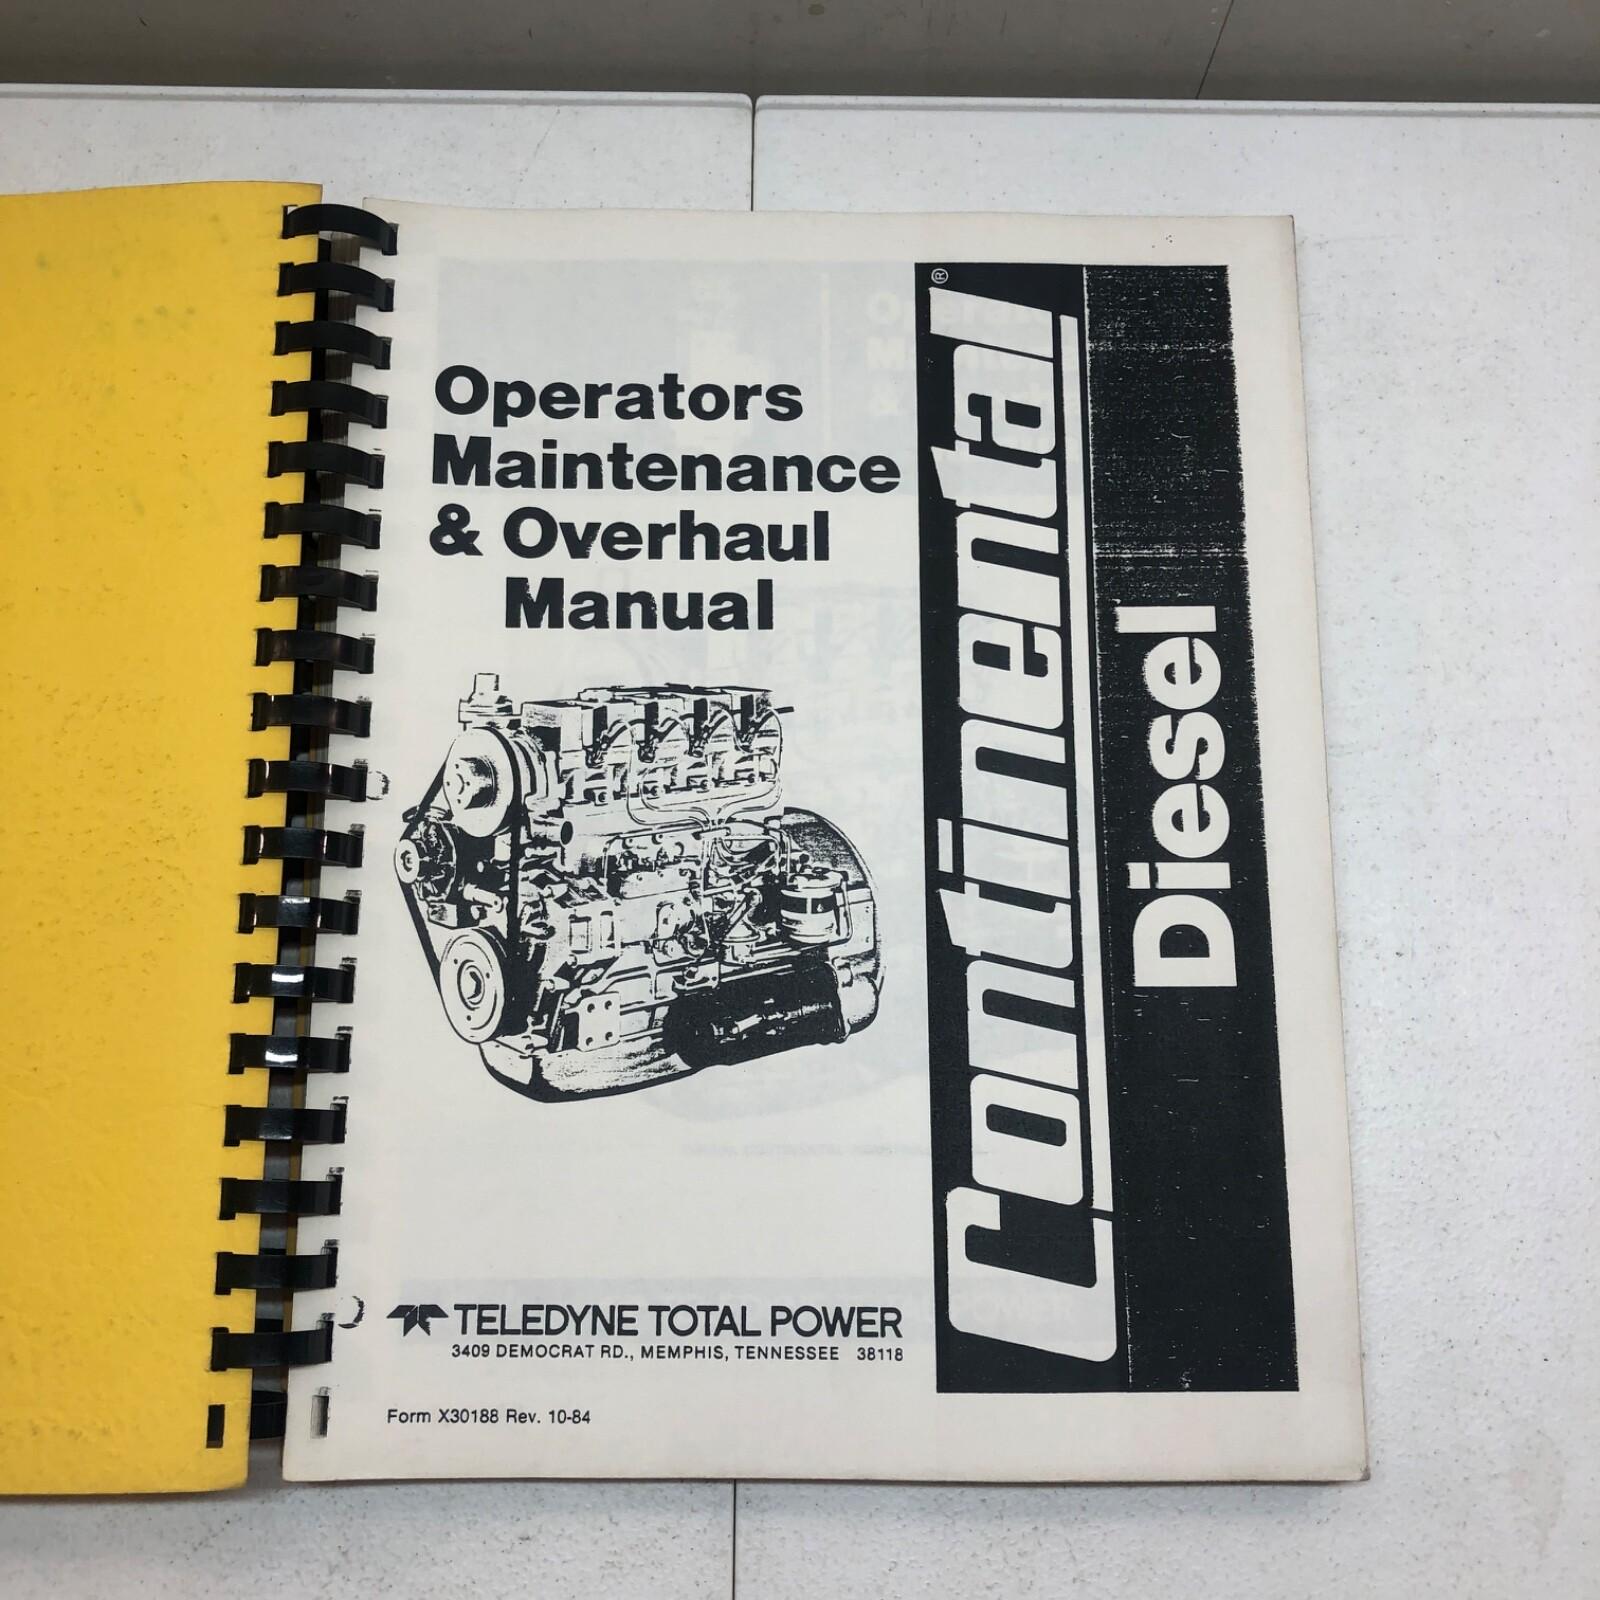 Operators
Maintenance
& Overhaul
Manual
Continental®
Diesel
TELEDYNE TOTAL POWER
3409 DEMOCRAT RD., MEMPHIS, TENNESSEE 38118
Form X30188 Rev. 10-84